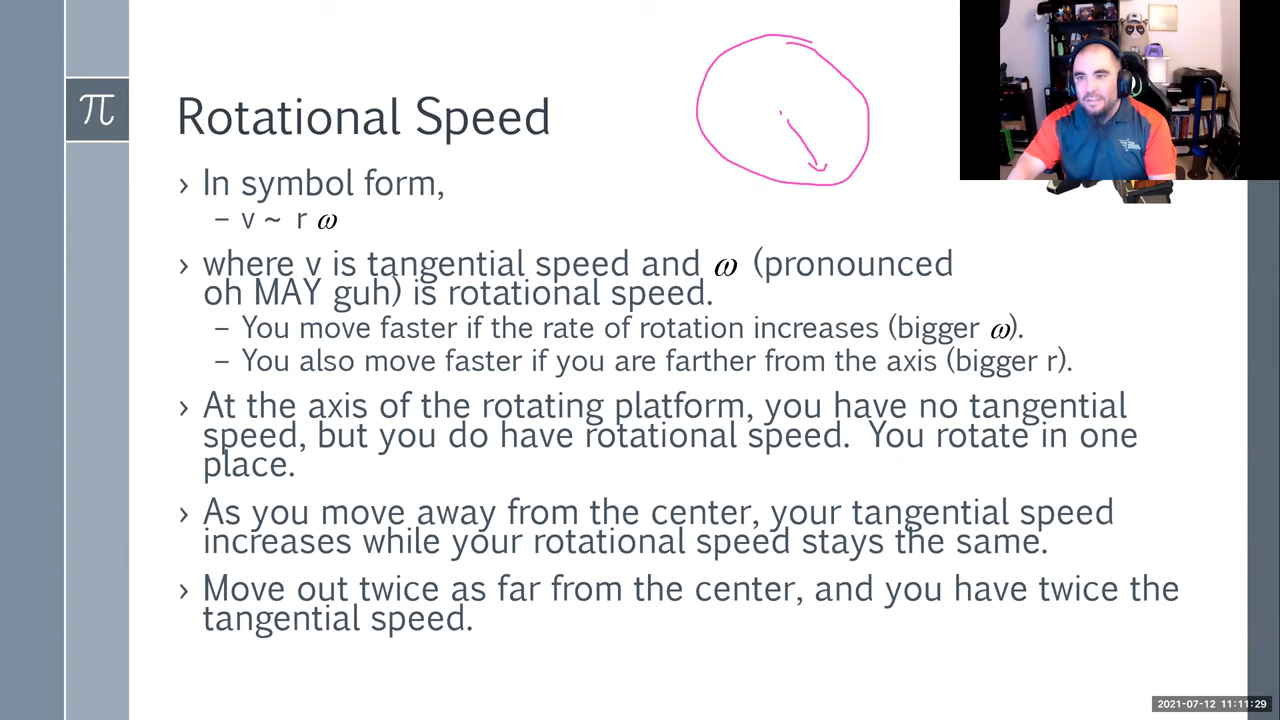 π
Rotational Speed
› In symbol form,
– v ~ r ω
› where v is tangential speed and ω (pronounced
oh MAY guh) is rotational speed.
– You move faster if the rate of rotation increases (bigger ω).
– You also move faster if you are farther from the axis (bigger r).
› At the axis of the rotating platform, you have no tangential
speed, but you do have rotational speed. You rotate in one
place.
› As you move away from the center, your tangential speed
increases while your rotational speed stays the same.
› Move out twice as far from the center, and you have twice the
tangential speed.
2021-07-12 11:11:29